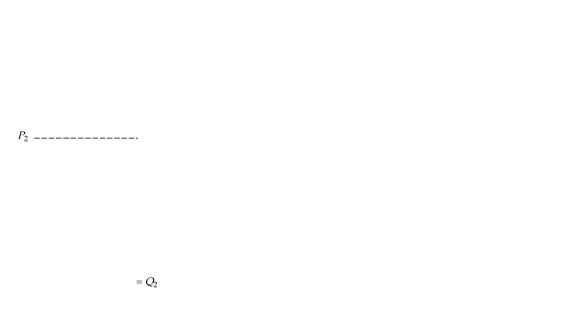 P₂
= Q₂